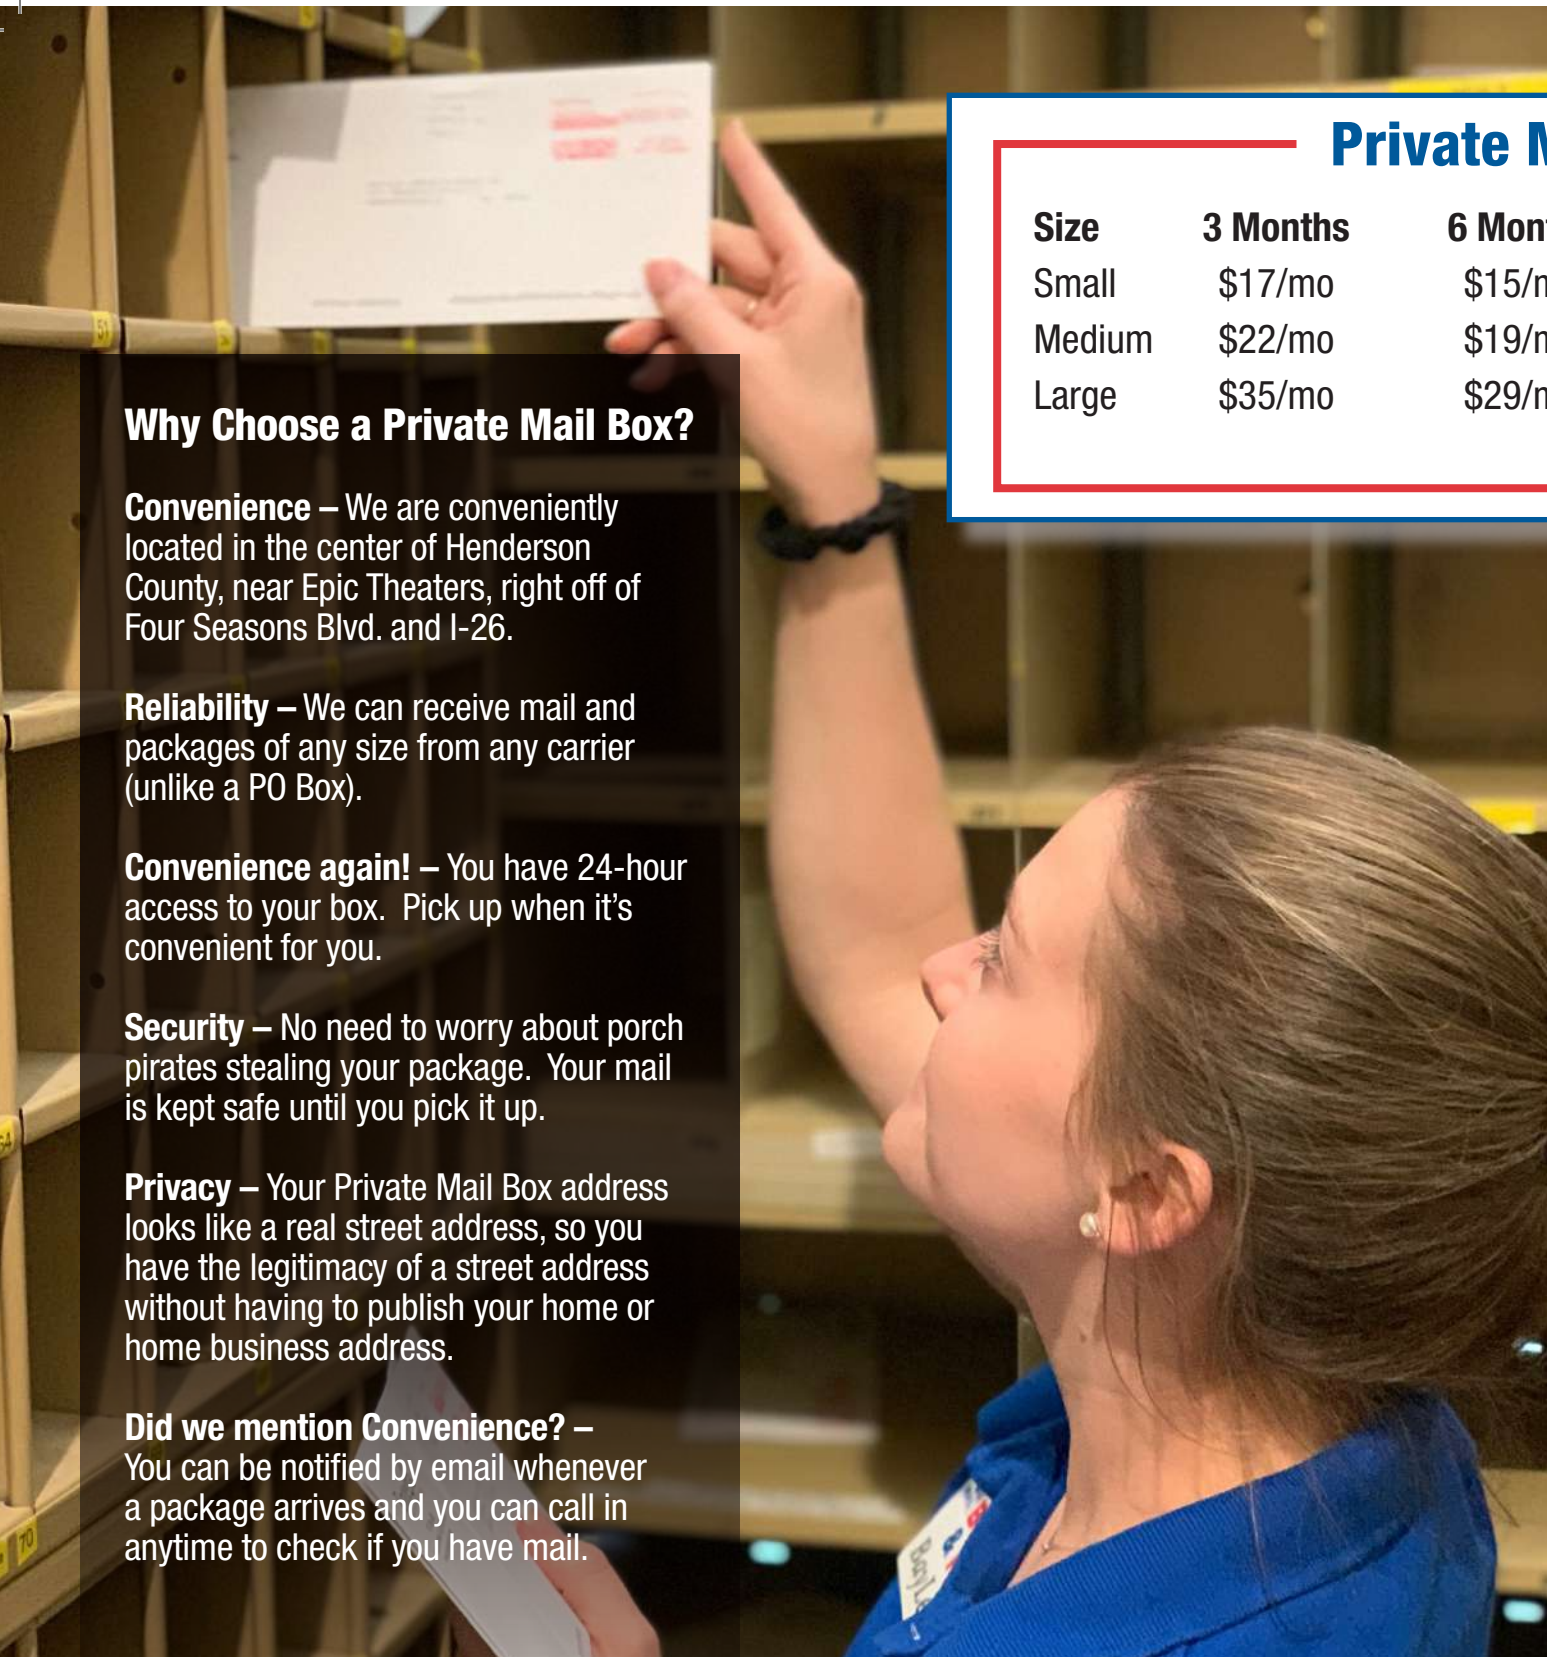 Private M
Size 3 Months 6 Mon
Small $17/mo $15/m
Medium $22/mo $19/m
Large $35/mo $29/m
Why Choose a Private Mail Box?
Convenience – We are conveniently
located in the center of Henderson
County, near Epic Theaters, right off of
Four Seasons Blvd. and I-26.
Reliability – We can receive mail and
packages of any size from any carrier
(unlike a PO Box).
Convenience again! – You have 24-hour
access to your box.  Pick up when it's
convenient for you.
Security – No need to worry about porch
pirates stealing your package.  Your mail
is kept safe until you pick it up.
Privacy – Your Private Mail Box address
looks like a real street address, so you
have the legitimacy of a street address
without having to publish your home or
home business address.
Did we mention Convenience? –
You can be notified by email whenever
a package arrives and you can call in
anytime to check if you have mail.
51
70